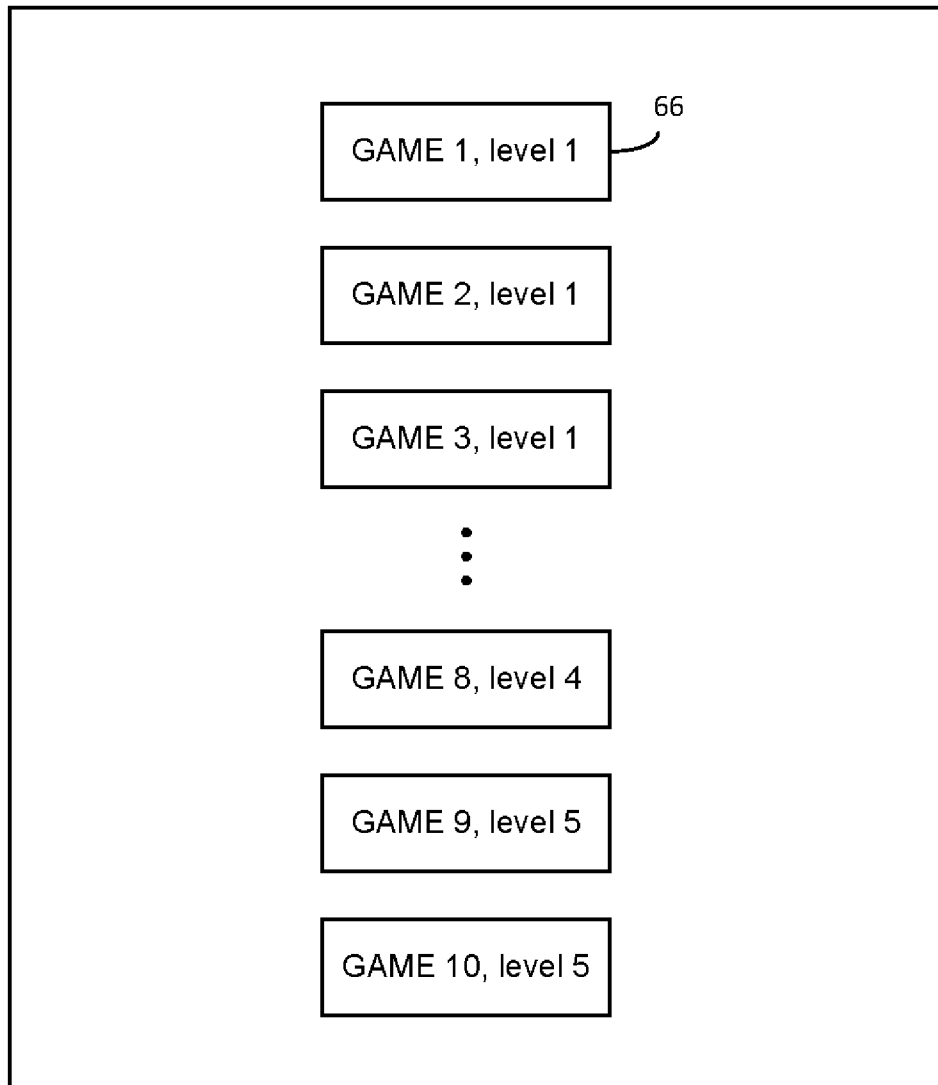 66
GAME 1, level 1
GAME 2, level 1
GAME 3, level 1
GAME 8, level 4
GAME 9, level 5
GAME 10, level 5